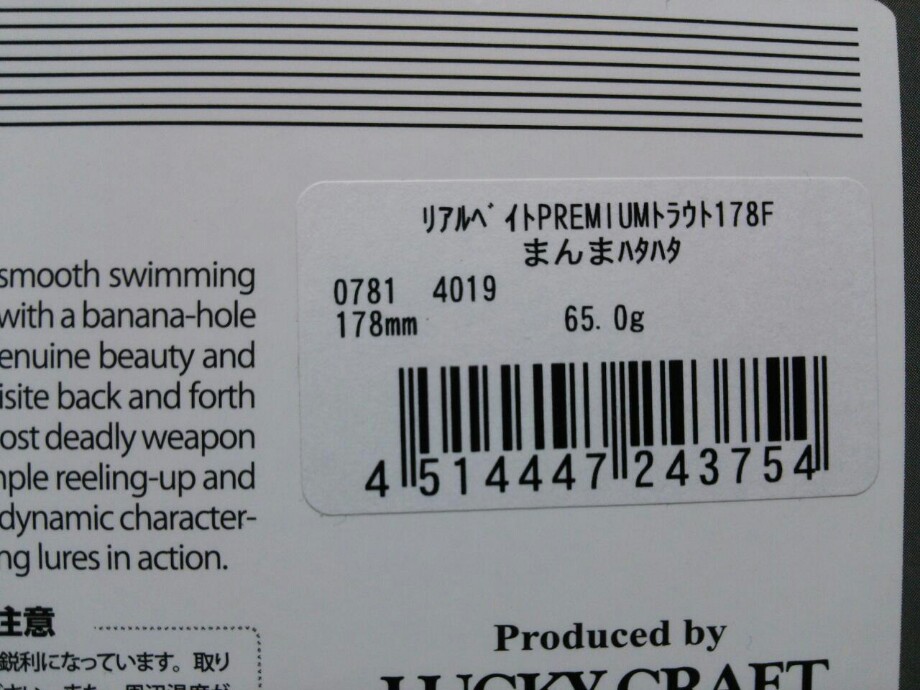 smooth swimming
with a banana-hole
enuine beauty and
isite back and forth
ost deadly weapon
mple reeling-up and
dynamic character-
ng lures in action.
注意
鋭利になっています。取り
ﾘｱﾙﾍﾞｲﾄPREMIUMﾄﾗｳﾄ178F
まんまﾊﾀﾊﾀ
0781 4019
178mm 65.0g
4 514447 243754
Produced by
LUCKY CRAFT